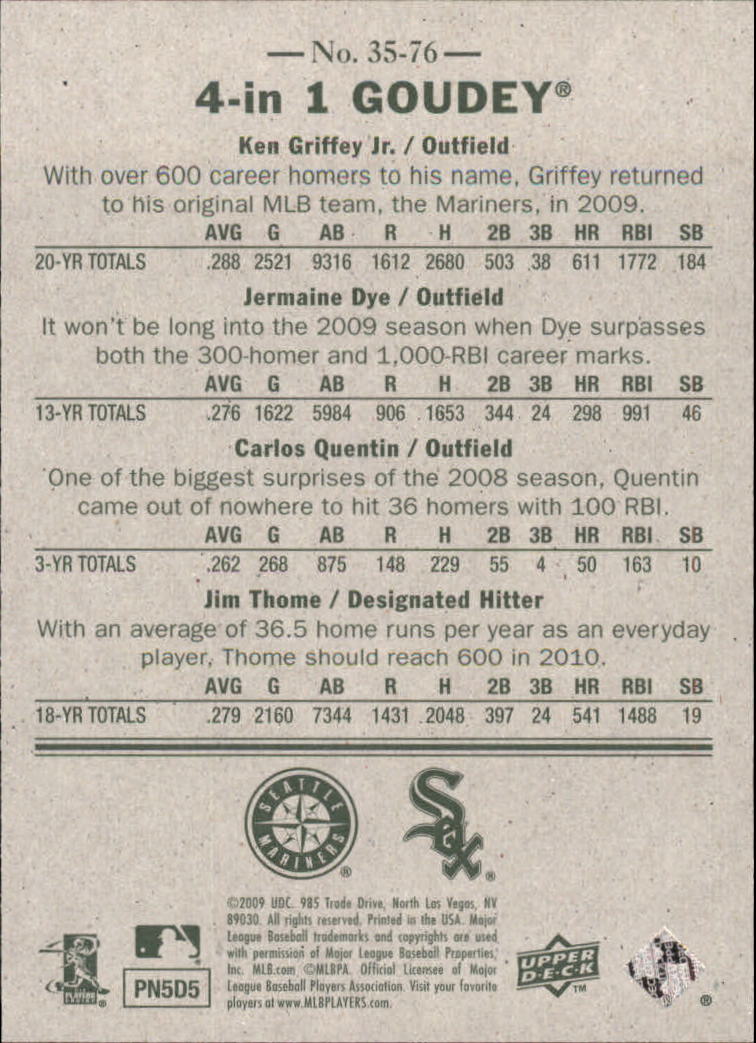 — No. 35-76 —
4-in 1 GOUDEY®
Ken Griffey Jr. / Outfield
With over 600 career homers to his name, Griffey returned
to his original MLB team, the Mariners, in 2009.
AVG G AB R H 2B 3B HR RBI SB
20-YR TOTALS .288 2521 9316 1612 2680 503 38 611 1772 184
Jermaine Dye / Outfield
It won't be long into the 2009 season when Dye surpasses
both the 300-homer and 1,000-RBI career marks.
AVG G AB R H 2B 3B HR RBI SB
13-YR TOTALS .276 1622 5984 906 1653 344 24 298 991 46
Carlos Quentin / Outfield
One of the biggest surprises of the 2008 season, Quentin
came out of nowhere to hit 36 homers with 100 RBI.
AVG G AB R H 2B 3B HR RBI SB
3-YR TOTALS .262 268 875 148 229 55 4 50 163 10
Jim Thome / Designated Hitter
With an average of 36.5 home runs per year as an everyday
player, Thome should reach 600 in 2010.
AVG G AB R H 2B 3B HR RBI SB
18-YR TOTALS .279 2160 7344 1431 2048 397 24 541 1488 19
SEATTLE MARINERS ®
Sox ®
©2009 UDC. 985 Trade Drive, North Las Vegas, NV
89030. All rights reserved. Printed in the USA. Major
League Baseball trademarks and copyrights are used
with permission of Major League Baseball Properties,
Inc. MLB.com ©MLBPA. Official Licensee of Major
League Baseball Players Association. Visit your favorite
players at www.MLBPLAYERS.com.
PN5D5
UPPER DECK TM
®